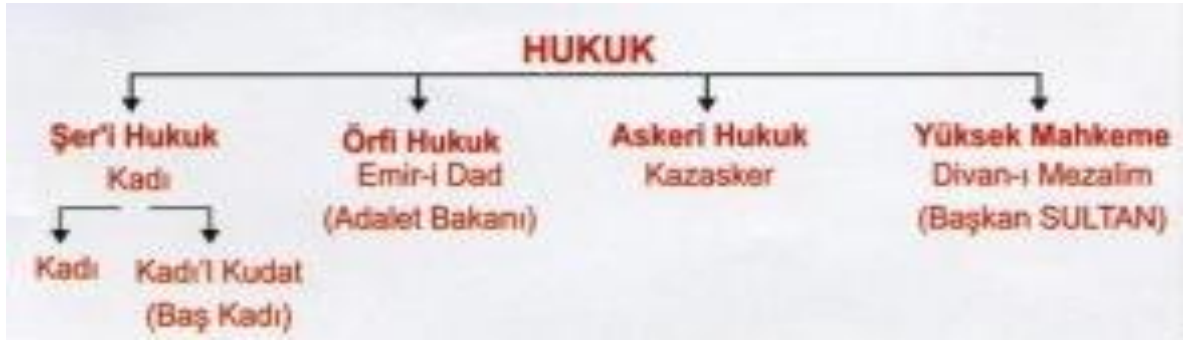 HUKUK
Şer'i Hukuk
Kadı
Kadı
Kadı'l Kudat
(Baş Kadı)
Örfi Hukuk
Emir-i Dad
(Adalet Bakanı)
Askeri Hukuk
Kazasker
Yüksek Mahkeme
Divan-ı Mezalim
(Başkan SULTAN)